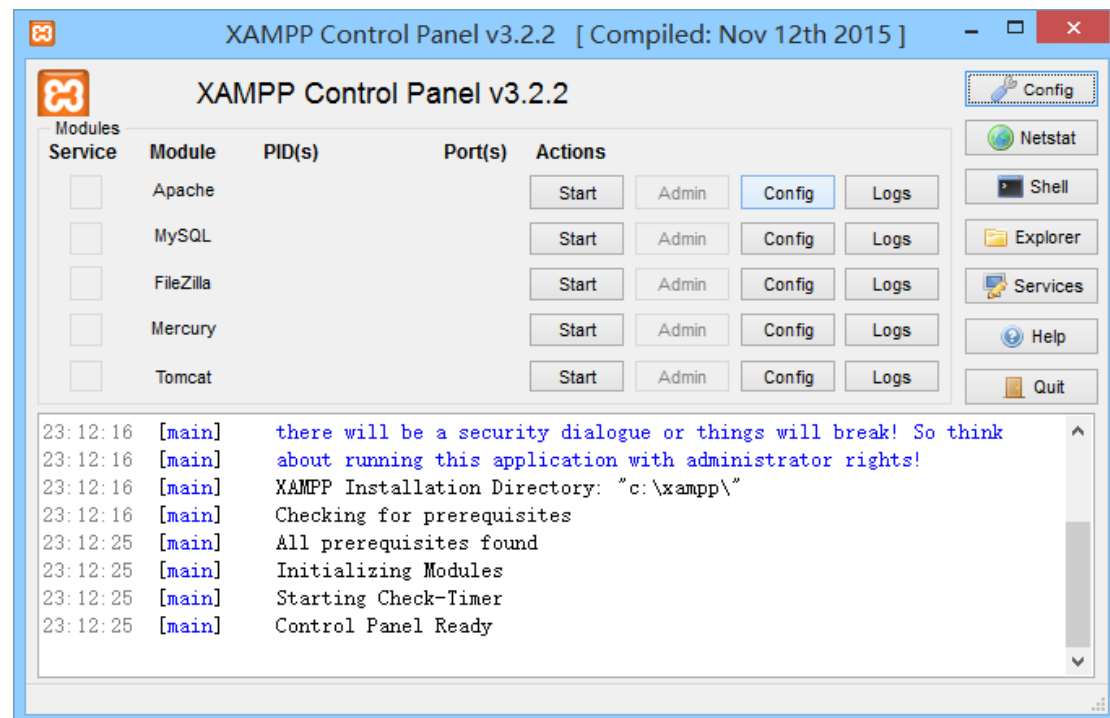 XAMPP Control Panel v3.2.2 [ Compiled: Nov 12th 2015 ]
XAMPP Control Panel v3.2.2
Config
Modules
Netstat
Service Module PID(s) Port(s) Actions
Apache Start Admin Config Logs
Shell
MySQL Start Admin Config Logs
Explorer
FileZilla Start Admin Config Logs
Services
Mercury Start Admin Config Logs
Help
Tomcat Start Admin Config Logs
Quit
23:12:16 [main] there will be a security dialogue or things will break! So think
23:12:16 [main] about running this application with administrator rights!
23:12:16 [main] XAMPP Installation Directory: "c:\xampp\"
23:12:16 [main] Checking for prerequisites
23:12:25 [main] All prerequisites found
23:12:25 [main] Initializing Modules
23:12:25 [main] Starting Check-Timer
23:12:25 [main] Control Panel Ready